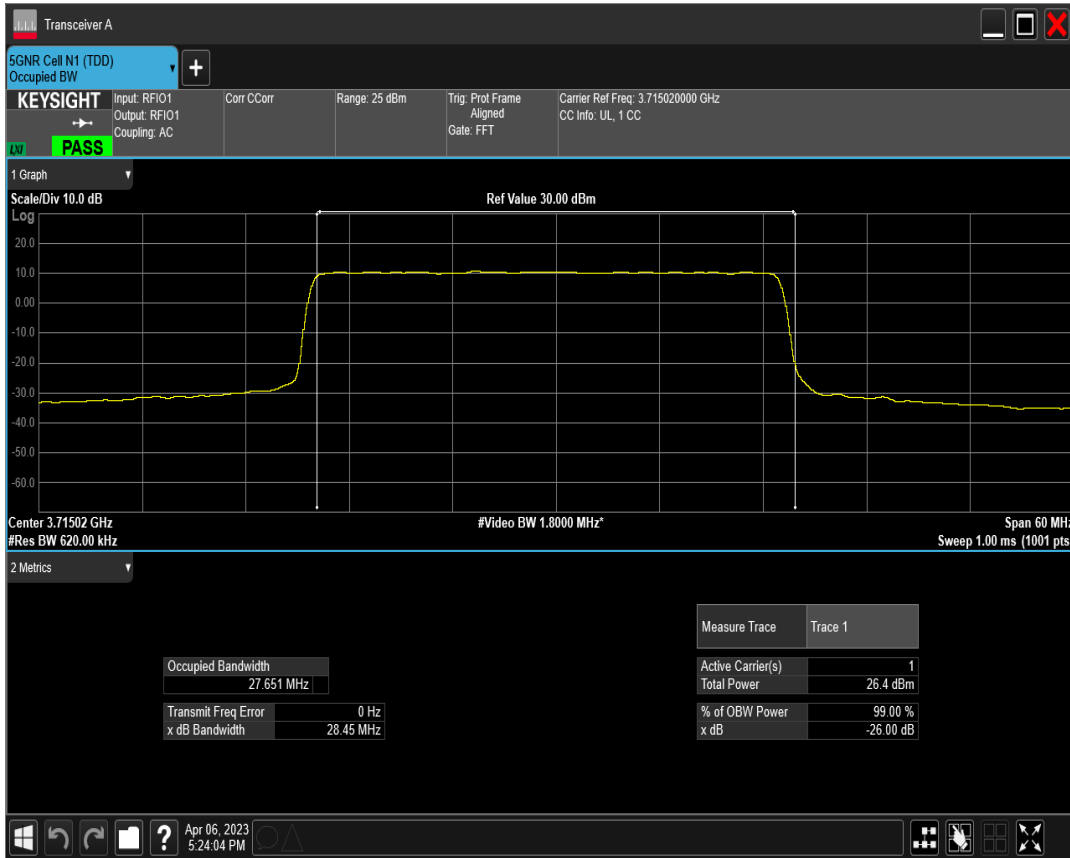 Transceiver A
5GNR Cell N1 (TDD)
Occupied BW
+
KEYSIGHT
LXI
PASS
Input: RFIO1
Output: RFIO1
Coupling: AC
Corr CCorr
Range: 25 dBm
Trig: Prot Frame
Aligned
Gate: FFT
Carrier Ref Freq: 3.715020000 GHz
CC Info: UL, 1 CC
1 Graph
Scale/Div 10.0 dB
Ref Value 30.00 dBm
Log
20.0
10.0
0.00
-10.0
-20.0
-30.0
-40.0
-50.0
-60.0
Center 3.71502 GHz
#Video BW 1.8000 MHz*
Span 60 MHz
#Res BW 620.00 kHz
Sweep 1.00 ms (1001 pts
2 Metrics
Measure Trace Trace 1
Occupied Bandwidth
27.651 MHz
Active Carrier(s) 1
Total Power 26.4 dBm
Transmit Freq Error 0 Hz
x dB Bandwidth 28.45 MHz
% of OBW Power 99.00 %
x dB -26.00 dB
?
Apr 06, 2023
5:24:04 PM